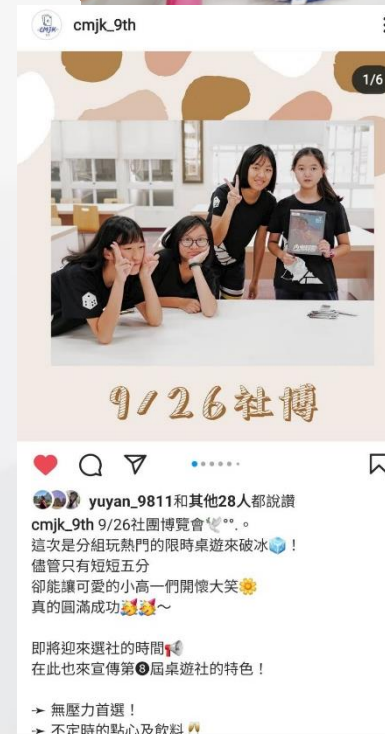 CMJK
cmjk_9th
1/6
9/26社博
yuyan_9811和其他28人都說讚
cmjk_9th 9/26社團博覽會🕊️°°.。
這次是分組玩熱門的限時桌遊來破冰🧊！
儘管只有短短五分
卻能讓可愛的小高一們開懷大笑🌼
真的圓滿成功🥳🥳～
即將迎來選社的時間📢
在此也來宣傳第❽屆桌遊社的特色！
-➢ 無壓力首選！
-➢ 不定時的點心及飲料🥂